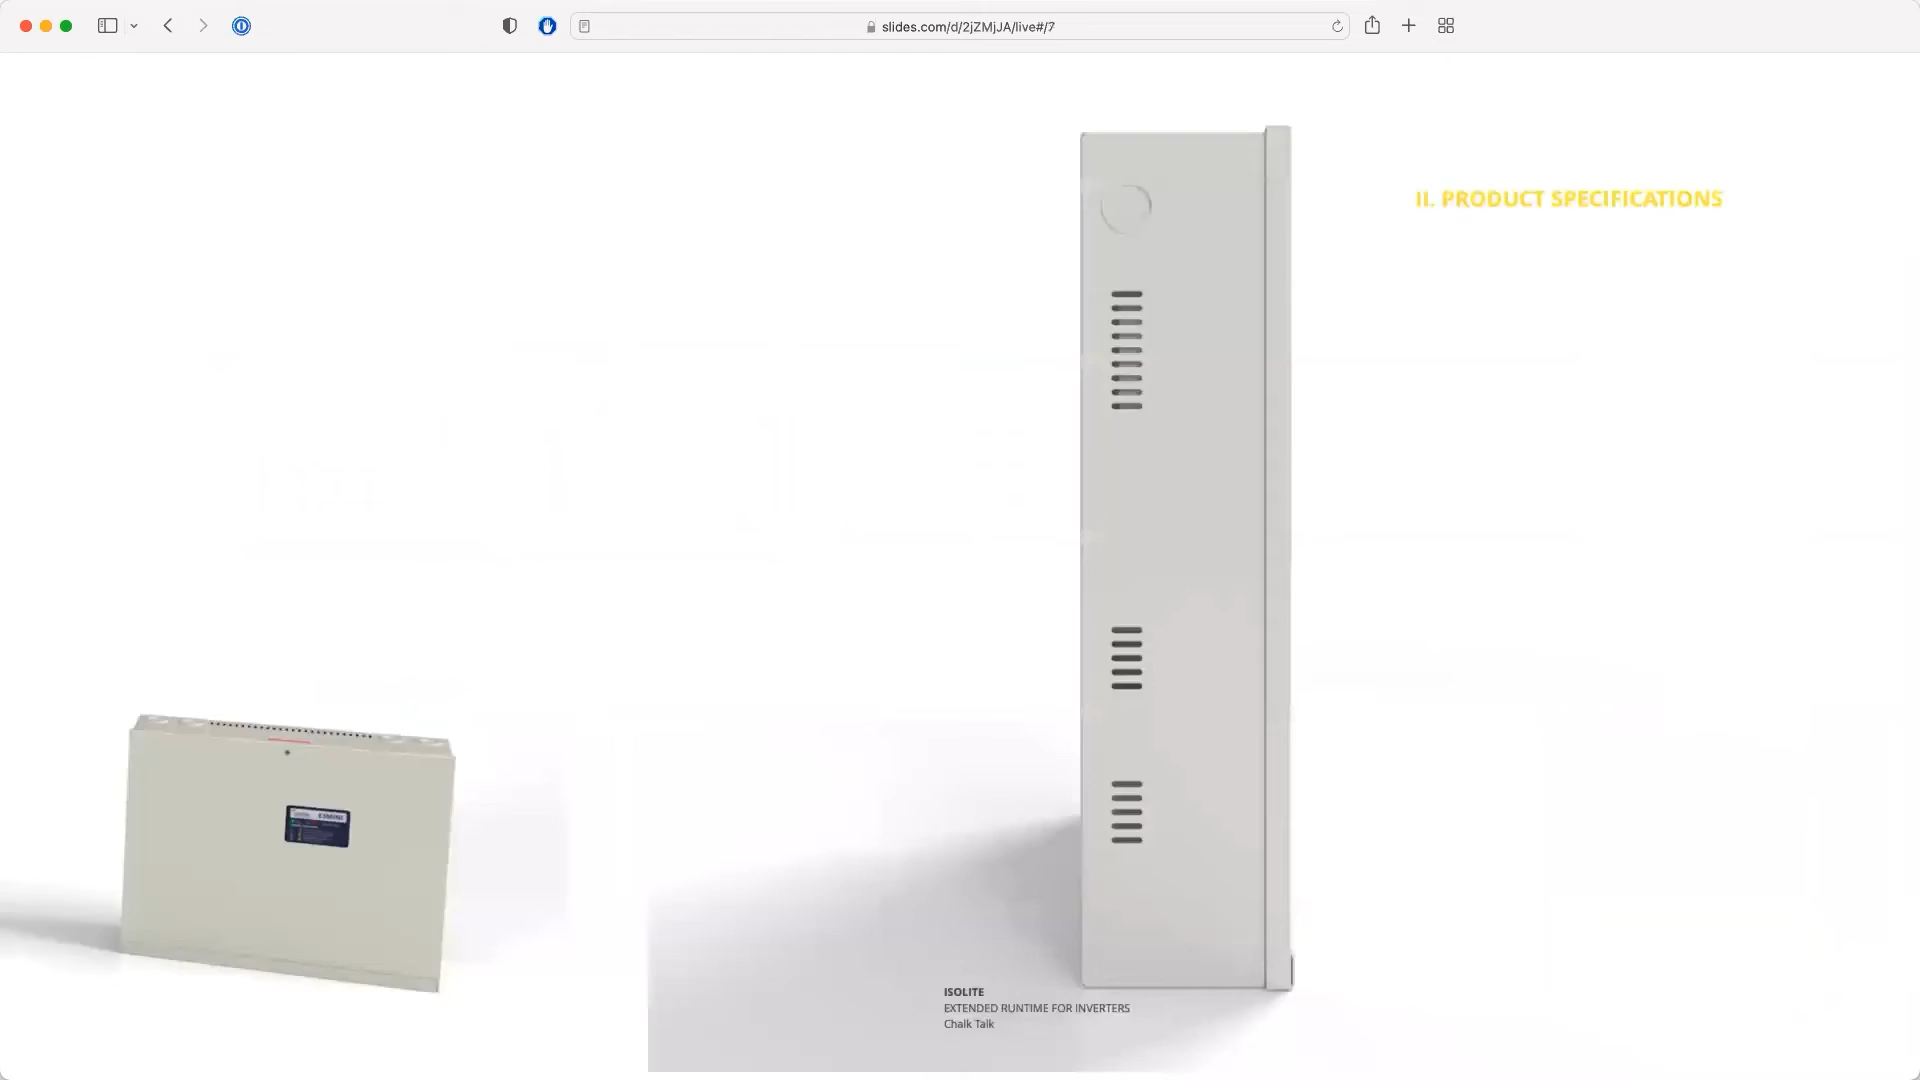 slides.com/d/2jZMjJA/live#/7
II. PRODUCT SPECIFICATIONS
ISOLITE
EXTENDED RUNTIME FOR INVERTERS
Chalk Talk